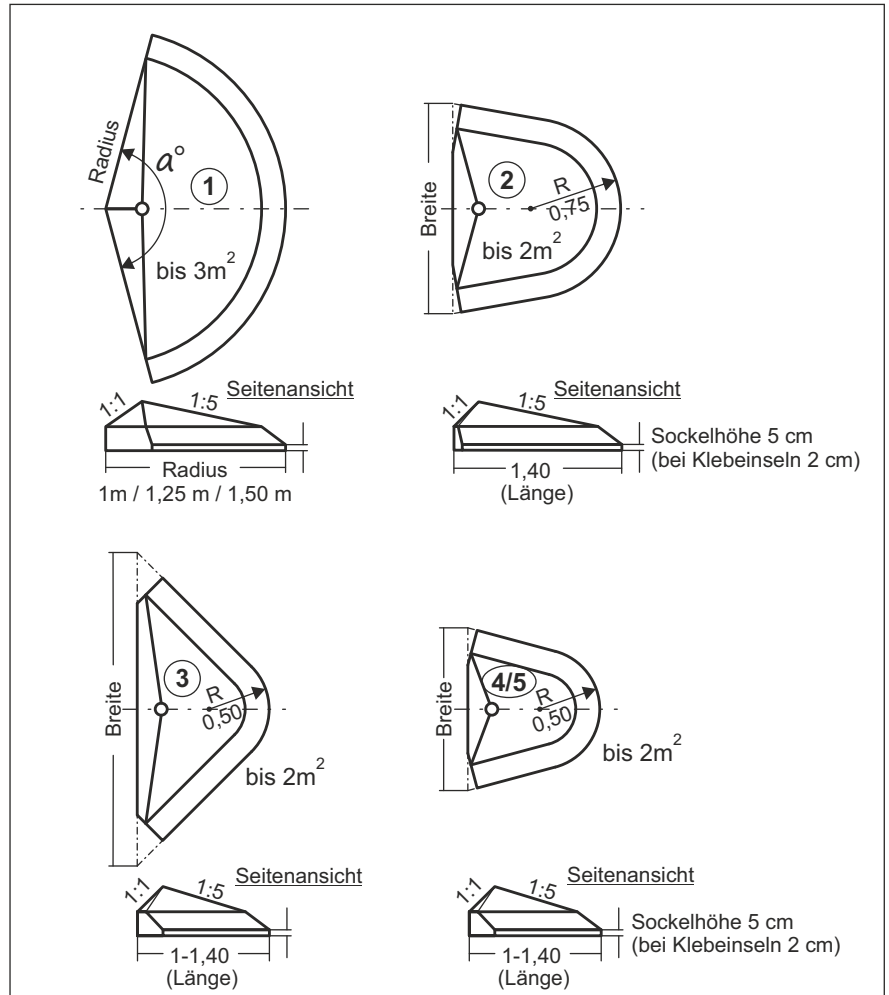 Radius
a°
1
bis 3m²
Breite
2
R
0,75
bis 2m²
1:1
1:5
Seitenansicht
Radius
1m / 1,25 m / 1,50 m
1:1
1:5
Seitenansicht
1,40
(Länge)
Sockelhöhe 5 cm
(bei Klebeinseln 2 cm)
Breite
3
R
0,50
bis 2m²
Breite
4/5
R
0,50
bis 2m²
1:1
1:5
Seitenansicht
1-1,40
(Länge)
1:1
1:5
Seitenansicht
1-1,40
(Länge)
Sockelhöhe 5 cm
(bei Klebeinseln 2 cm)